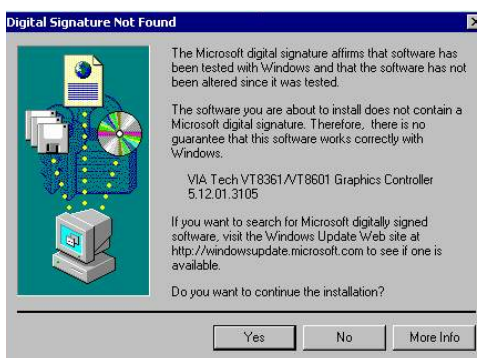 Digital Signature Not Found
The Microsoft digital signature affirms that software has
been tested with Windows and that the software has not
been altered since it was tested.
The software you are about to install does not contain a
Microsoft digital signature. Therefore, there is no
guarantee that this software works correctly with
Windows.
VIA Tech VT8361/VT8601 Graphics Controller
5.12.01.3105
If you want to search for Microsoft digitally signed
software, visit the Windows Update Web site at
http://windowsupdate.microsoft.com to see if one is
available.
Do you want to continue the installation?
Yes No More Info